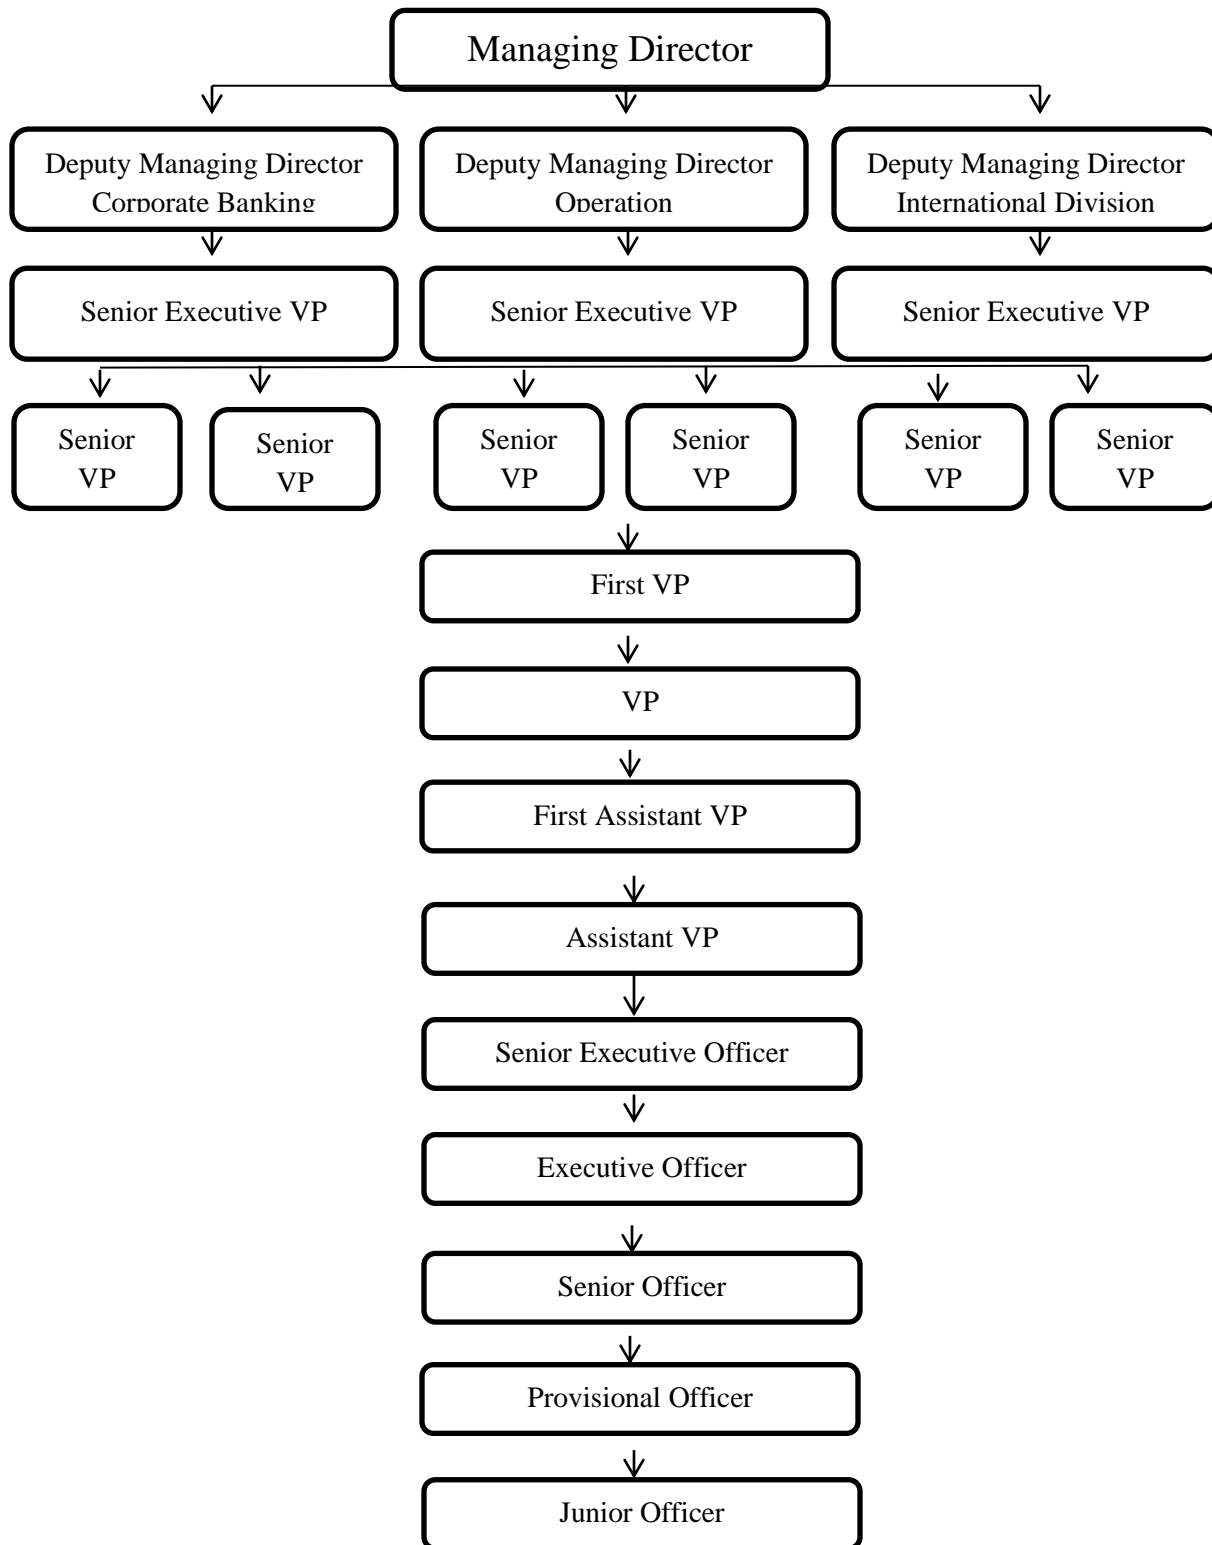 Managing Director
Deputy Managing Director
Corporate Banking
Deputy Managing Director
Operation
Deputy Managing Director
International Division
Senior Executive VP
Senior Executive VP
Senior Executive VP
Senior
VP
Senior
VP
Senior
VP
Senior
VP
Senior
VP
Senior
VP
First VP
VP
First Assistant VP
Assistant VP
Senior Executive Officer
Executive Officer
Senior Officer
Provisional Officer
Junior Officer